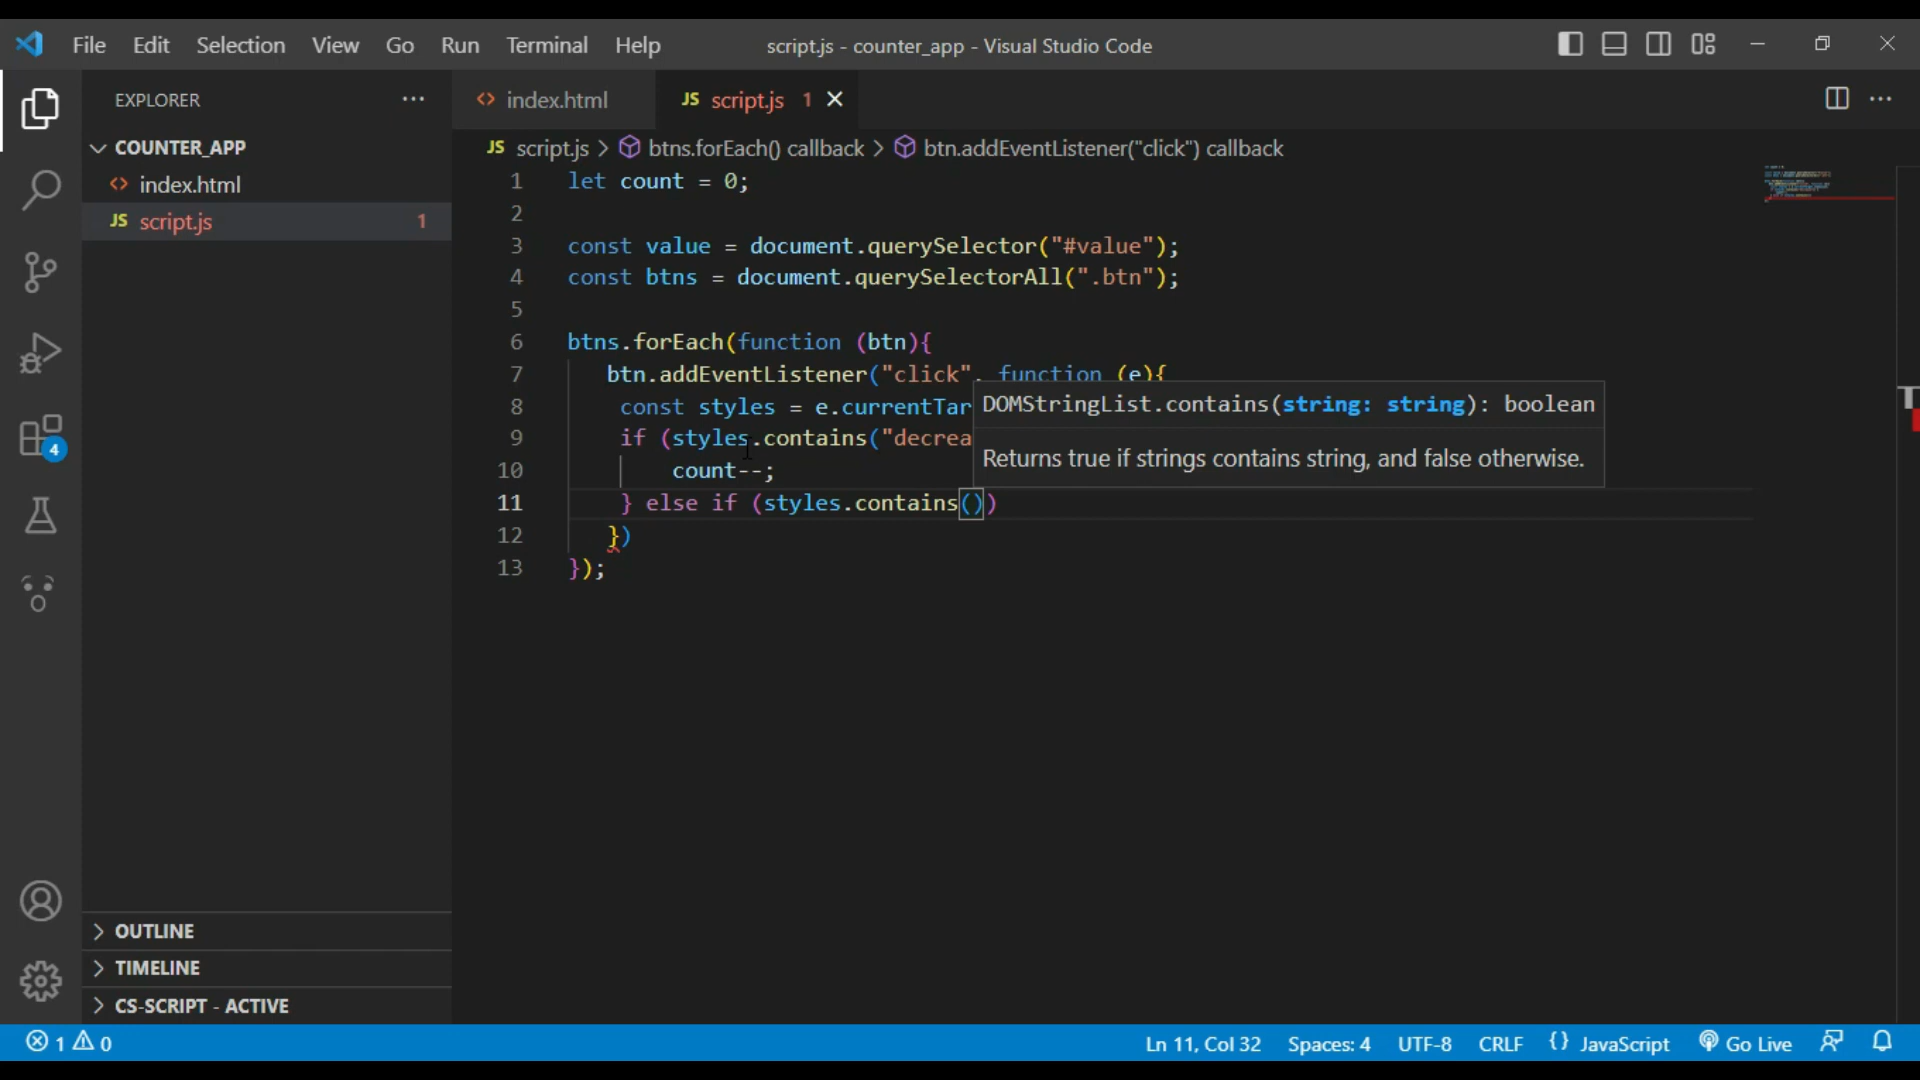 File Edit Selection View Go Run Terminal Help
script.js - counter_app - Visual Studio Code
EXPLORER
index.html
JS script.js 1
COUNTER_APP
index.html
JS script.js 1
JS script.js > btns.forEach() callback > btn.addEventListener("click") callback
1 let count = 0;
2
3 const value = document.querySelector("#value");
4 const btns = document.querySelectorAll(".btn");
5
6 btns.forEach(function (btn){
7 btn.addEventListener("click", function (e){
8 const styles = e.currentTar
9 if (styles.contains("decrea
10 count--;
11 } else if (styles.contains())
12 })
13 });
DOMStringList.contains(string: string): boolean
Returns true if strings contains string, and false otherwise.
4
OUTLINE
TIMELINE
CS-SCRIPT - ACTIVE
1 0
Ln 11, Col 32 Spaces: 4 UTF-8 CRLF {} JavaScript Go Live